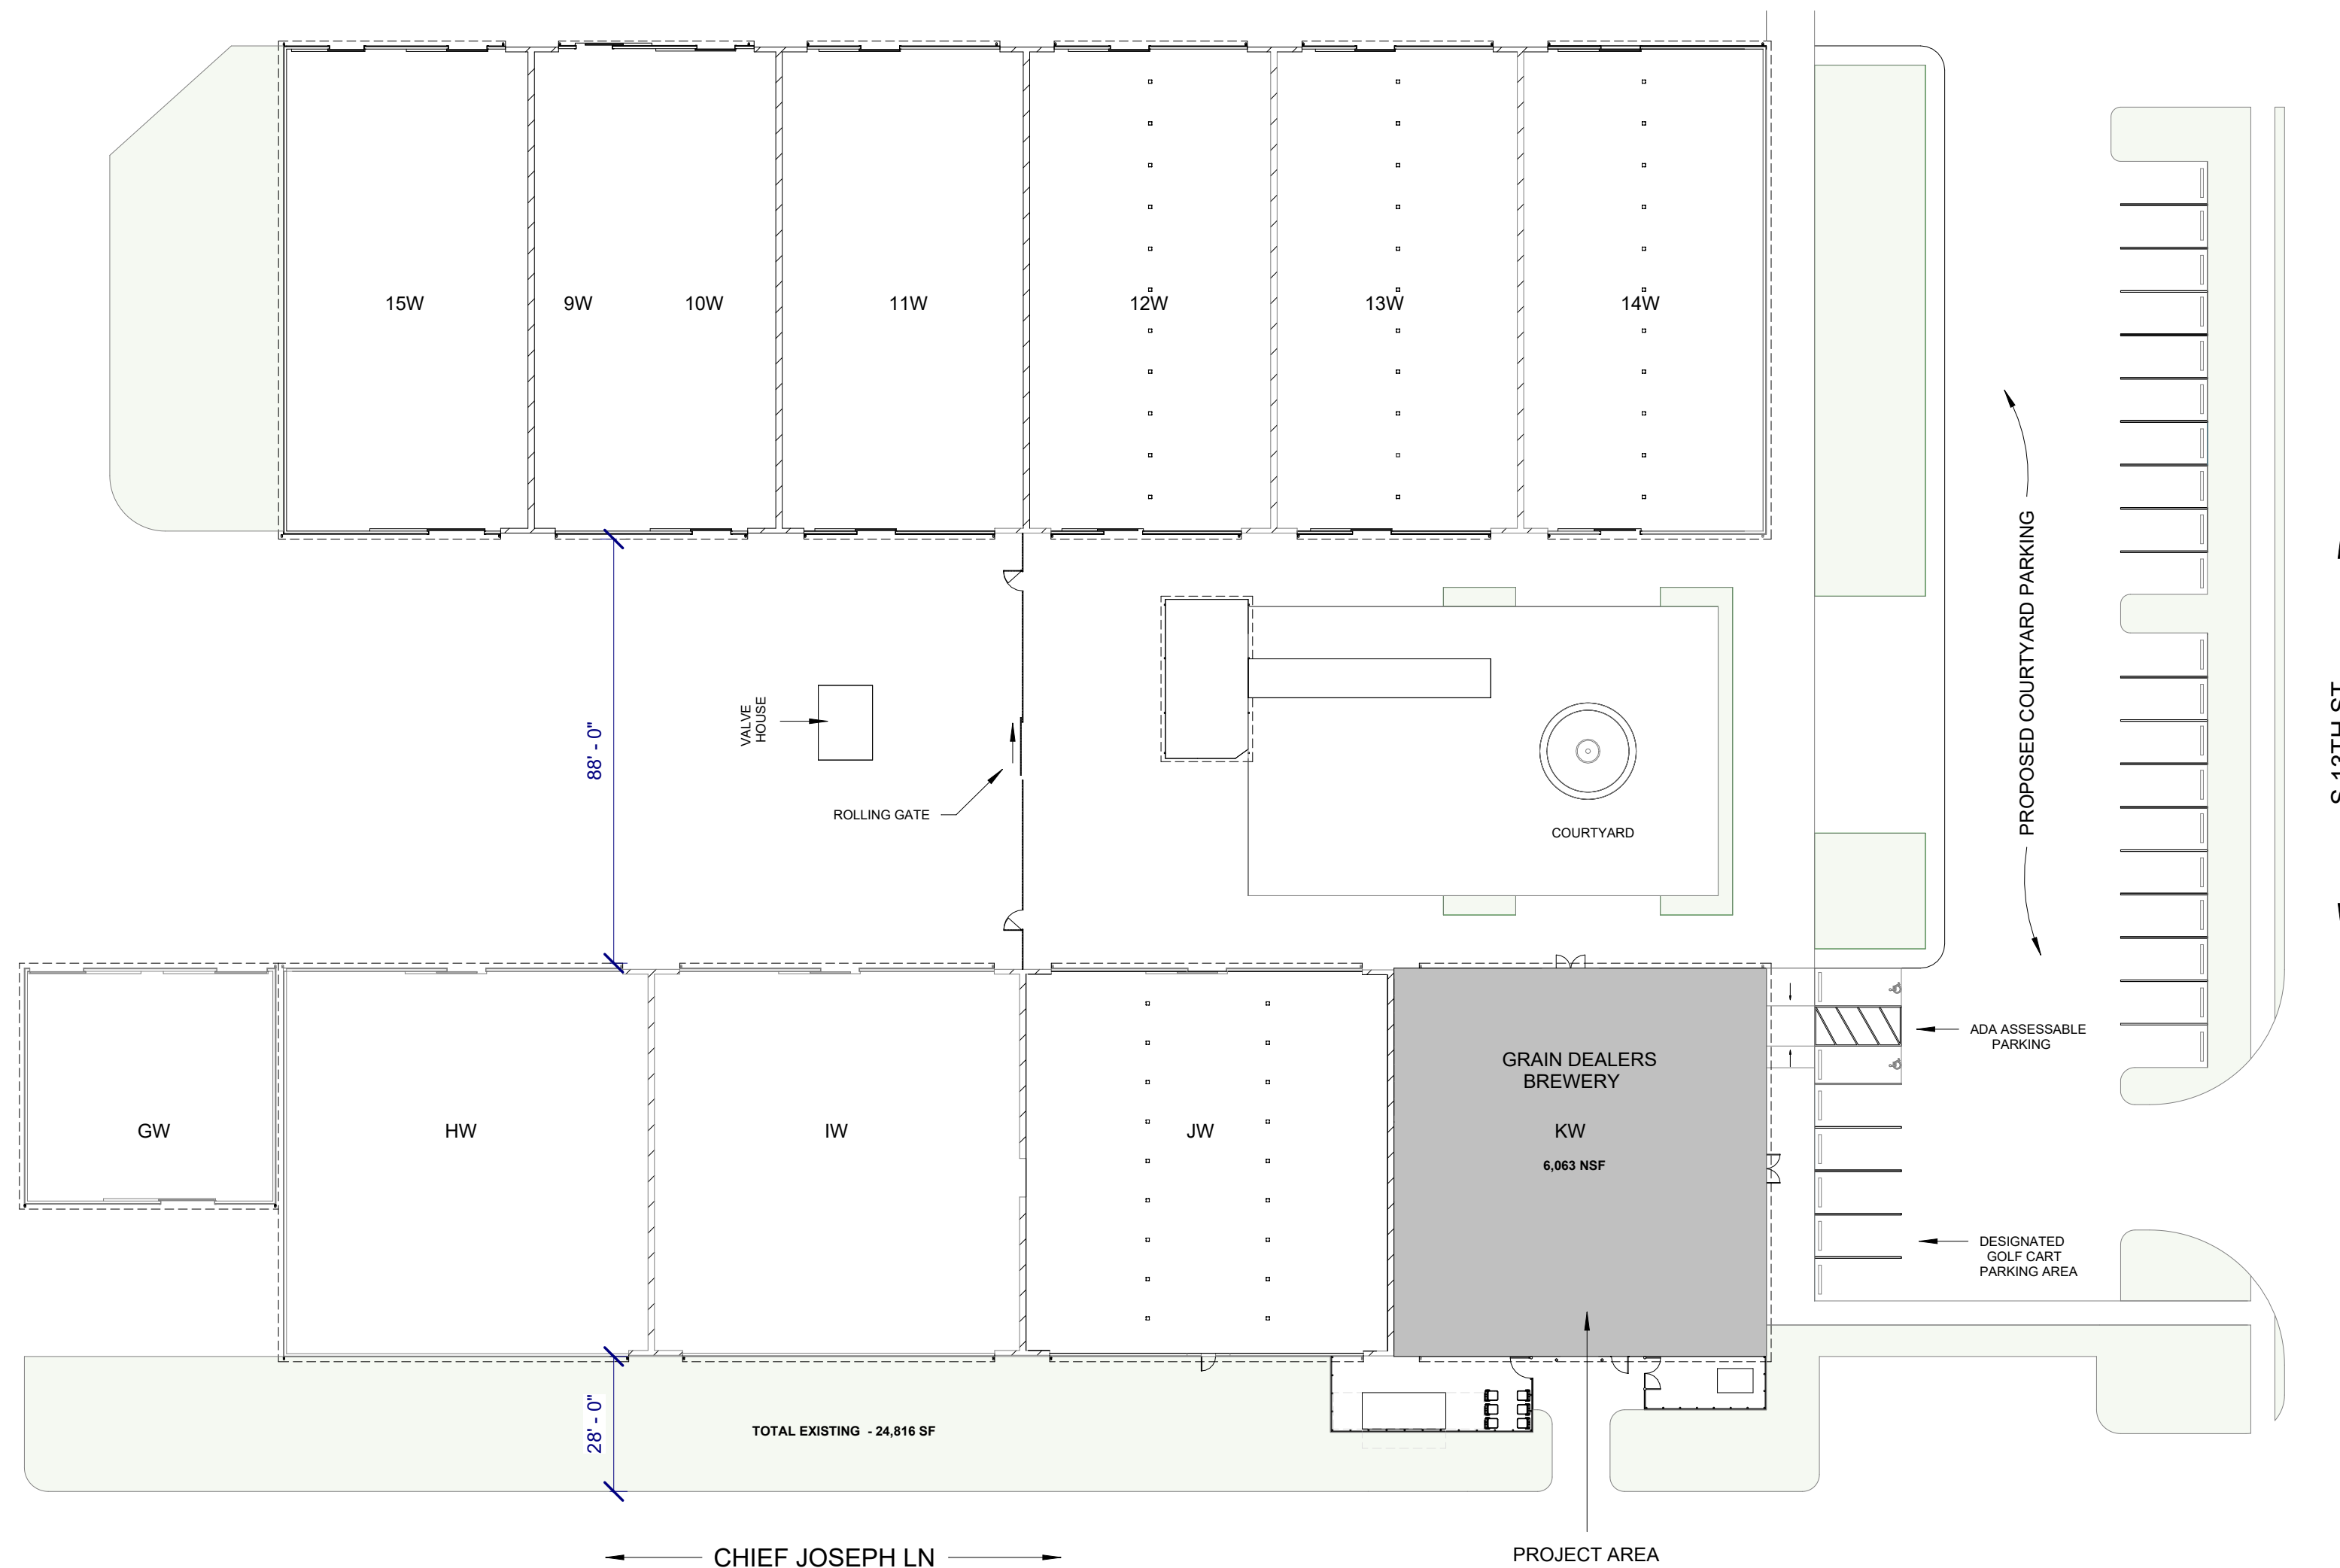 15W
9W
10W
11W
12W
13W
14W
88' - 0"
VALVE
HOUSE
ROLLING GATE
COURTYARD
PROPOSED COURTYARD PARKING
S 13TH ST
GW
HW
IW
JW
GRAIN DEALERS
BREWERY
KW
6,063 NSF
ADA ASSESSABLE
PARKING
DESIGNATED
GOLF CART
PARKING AREA
28' - 0"
TOTAL EXISTING - 24,816 SF
CHIEF JOSEPH LN
PROJECT AREA